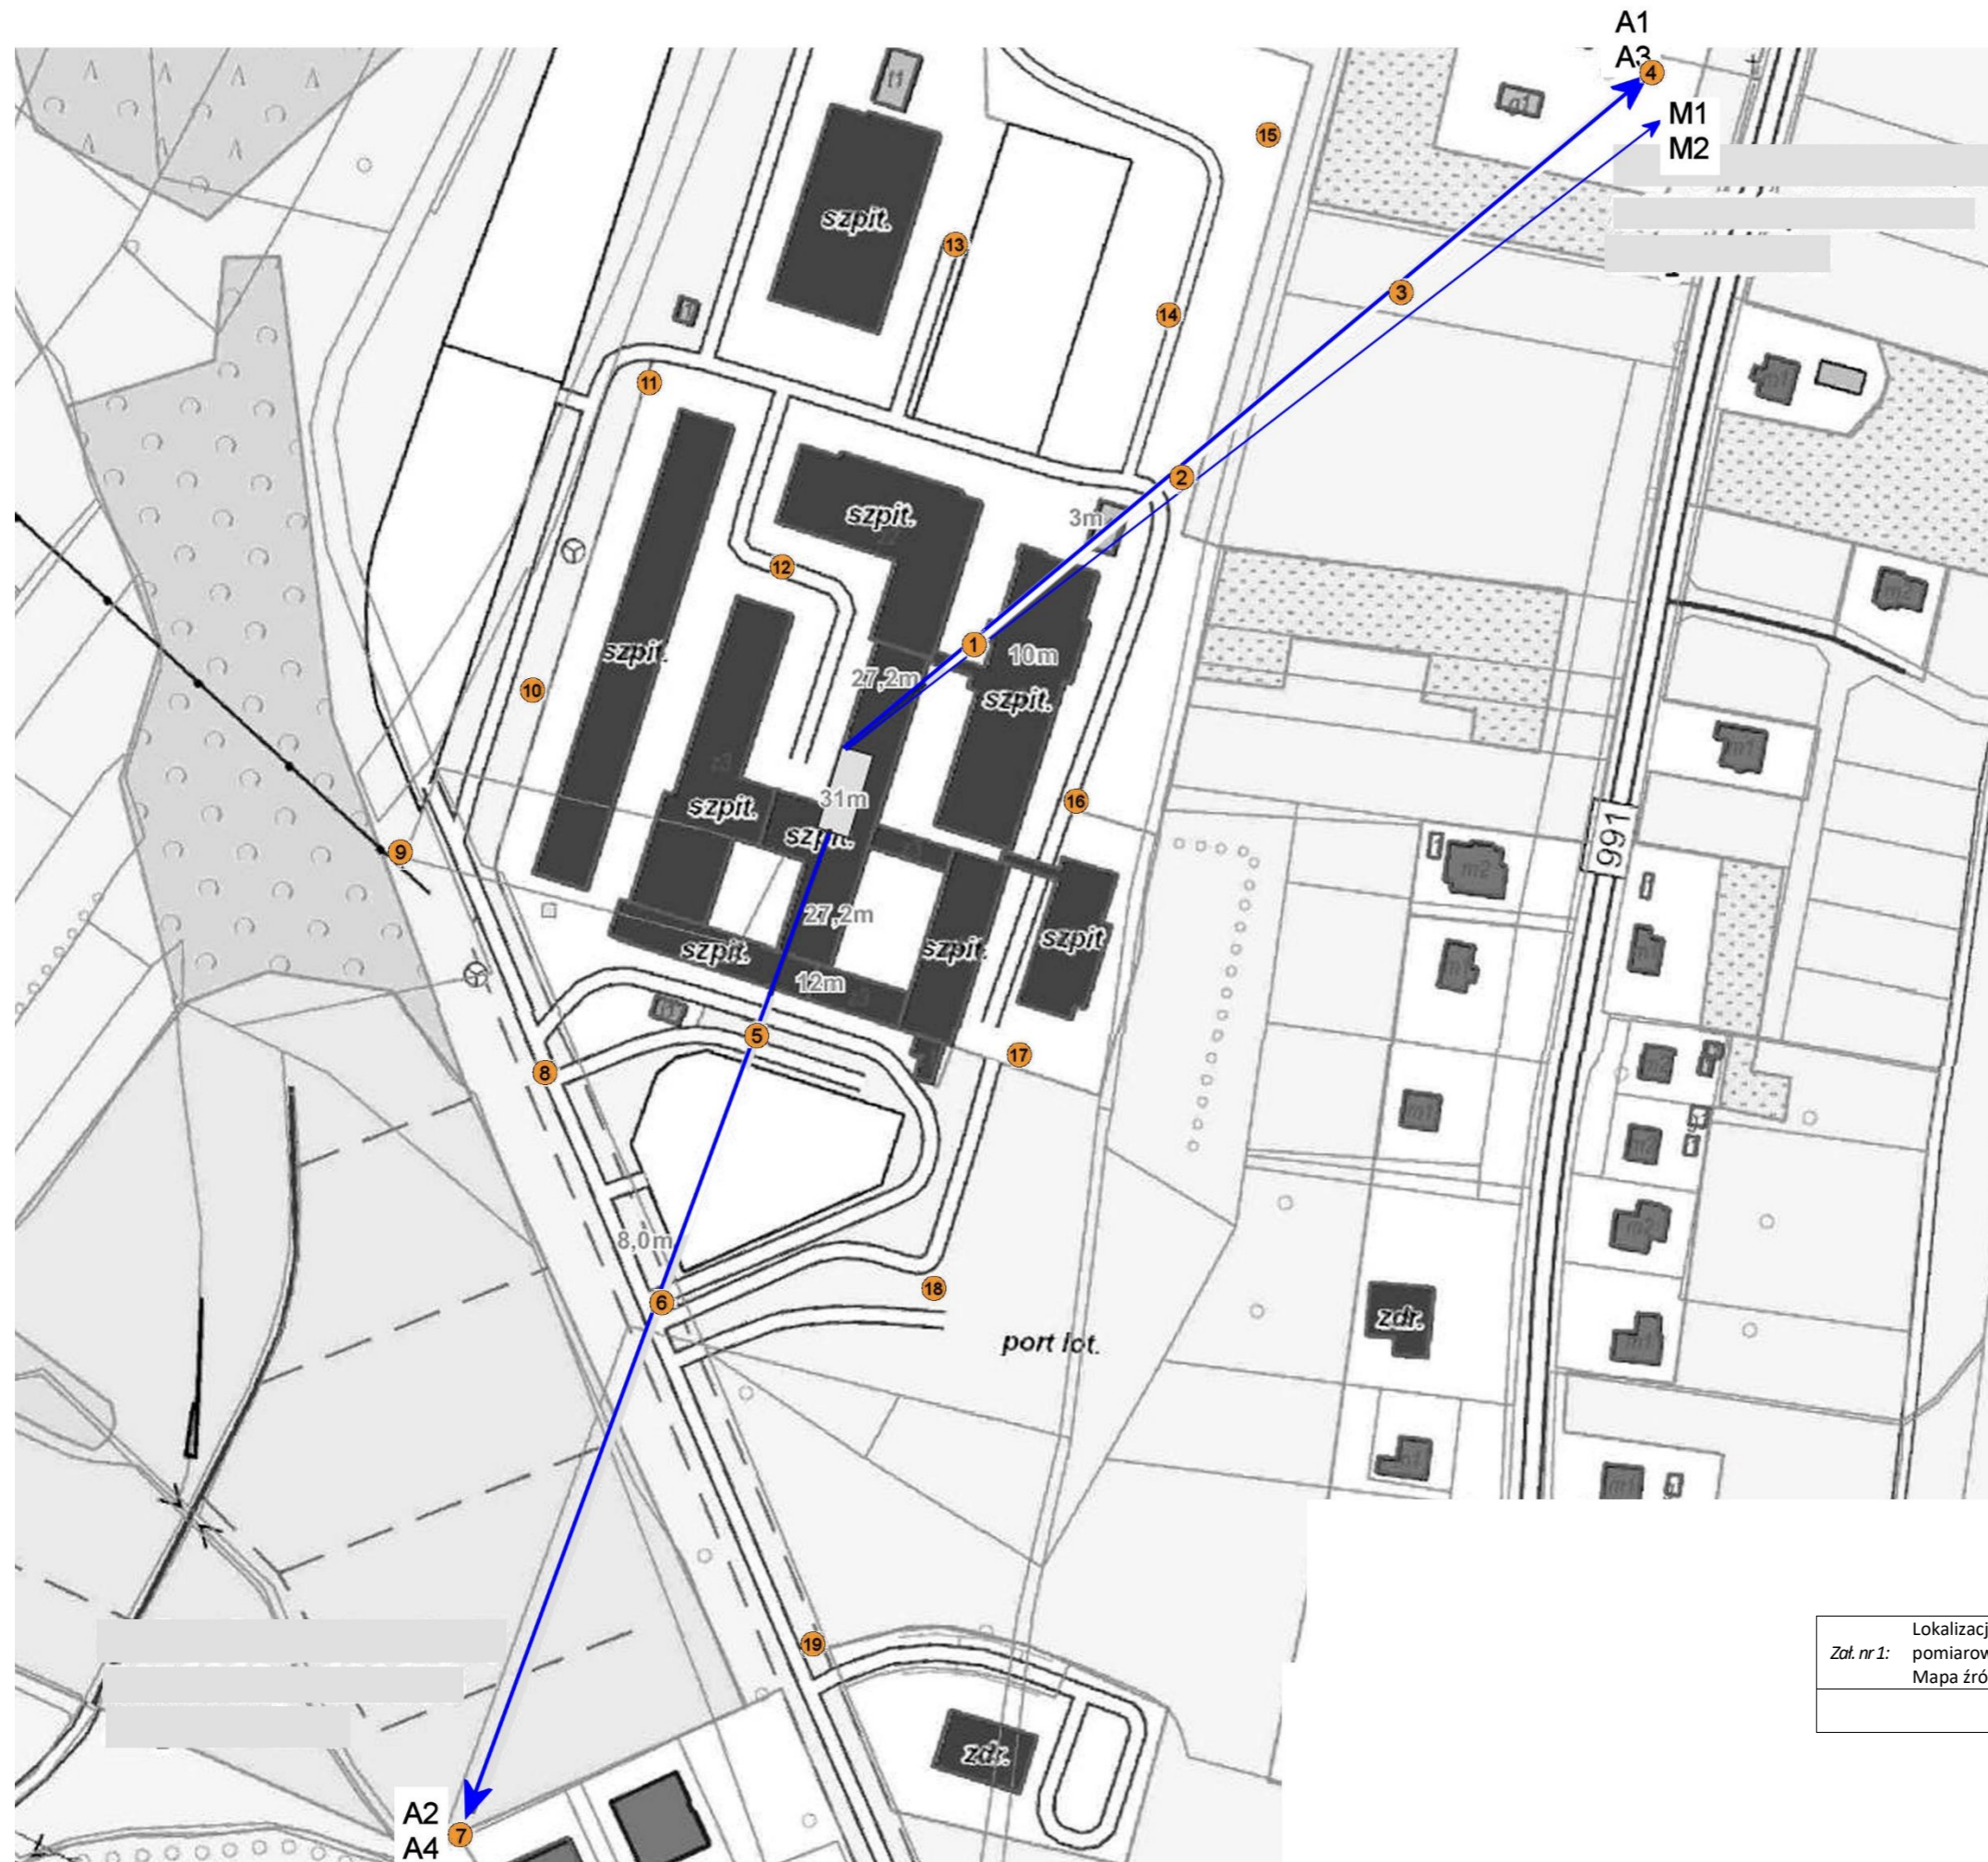 A1
A3
4
M1
M2
15
szpit.
13
3
14
11
2
szpit.
3m
12
1
szpit.
10m
27,2m
szpit.
10
31m
16
szpit.
szpit.
991
m2
9
27,2m
szpit.
szpit.
szpit
12m
5
17
8
8,0m
6
18
zdr.
port lot.
19
zdr.
A2
A4
7
Zał. nr 1:
Lokalizacj
pomiarow
Mapa źró